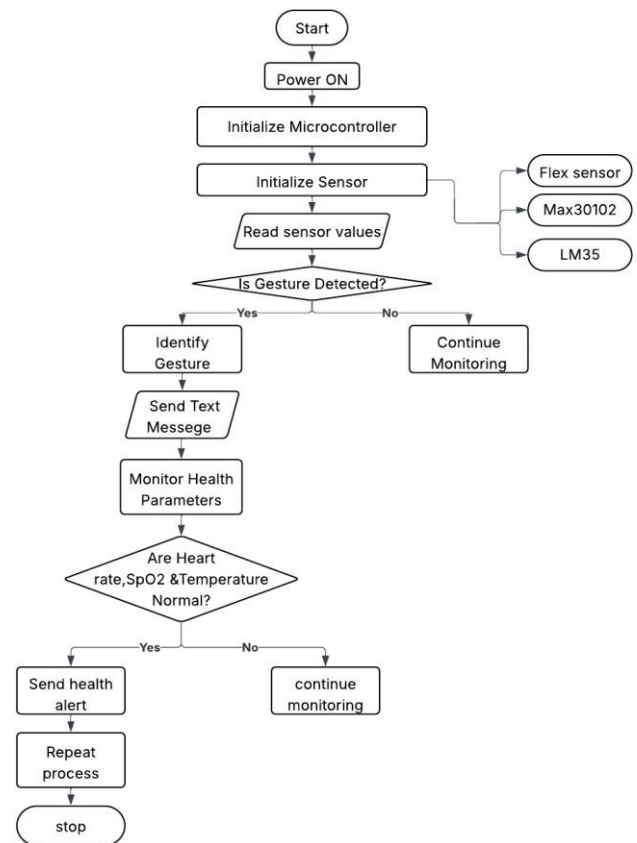 Start
Power ON
Initialize Microcontroller
Initialize Sensor
Flex sensor
Max30102
LM35
Read sensor values
Is Gesture Detected?
Yes
No
Identify
Gesture
Continue
Monitoring
Send Text
Messege
Monitor Health
Parameters
Are Heart
rate,SpO2 &Temperature
Normal?
Yes
No
Send health
alert
continue
monitoring
Repeat
process
stop